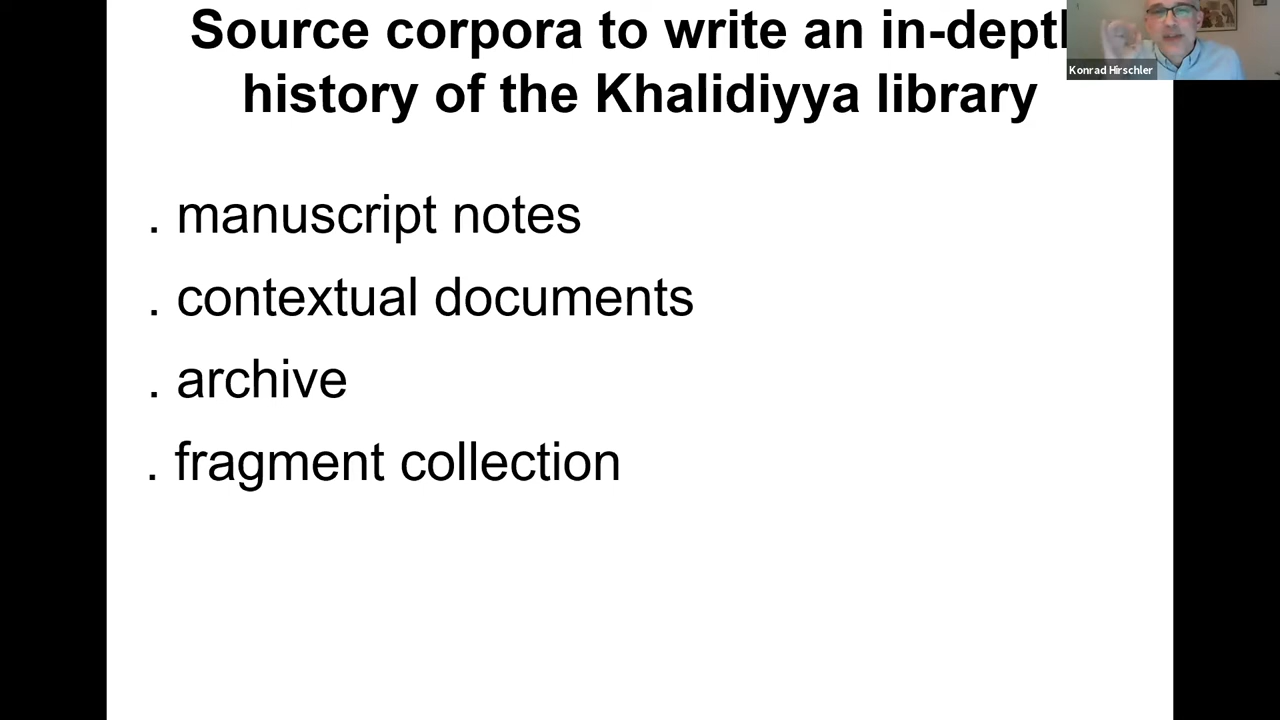 Source corpora to write an in-dept
history of the Khalidiyya library
Konrad Hirschler
. manuscript notes
. contextual documents
. archive
. fragment collection